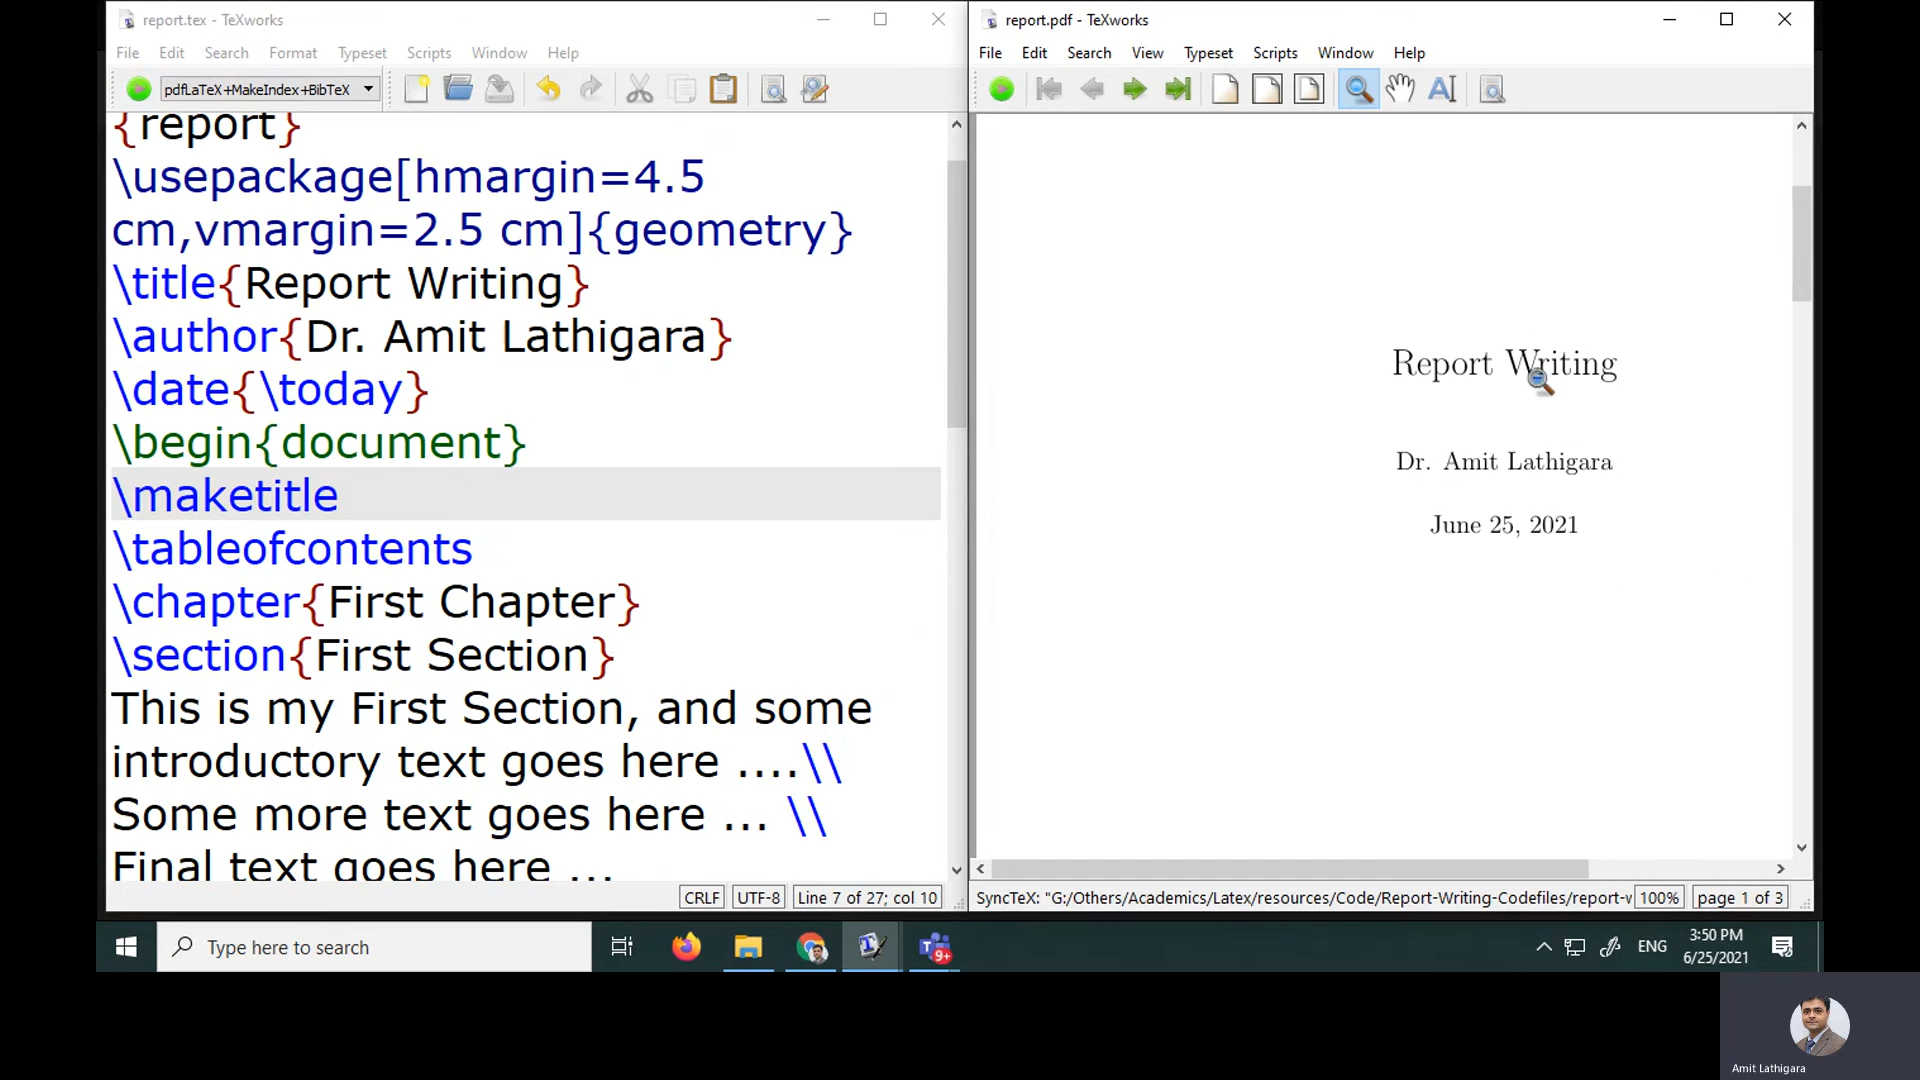 report.tex - TeXworks
File Edit Search Format Typeset Scripts Window Help
pdfLaTeX+MakeIndex+BibTeX
{report}
\usepackage[hmargin=4.5
cm,vmargin=2.5 cm]{geometry}
\title{Report Writing}
\author{Dr. Amit Lathigara}
\date{\today}
\begin{document}
\maketitle
\tableofcontents
\chapter{First Chapter}
\section{First Section}
This is my First Section, and some
introductory text goes here ....\\
Some more text goes here ... \\
Final text goes here ...
CRLF UTF-8 Line 7 of 27; col 10
report.pdf - TeXworks
File Edit Search View Typeset Scripts Window Help
Report Writing
Dr. Amit Lathigara
June 25, 2021
SyncTeX: "G:/Others/Academics/Latex/resources/Code/Report-Writing-Codefiles/report-w 100% page 1 of 3
Type here to search
9+
ENG
3:50 PM
6/25/2021
Amit Lathigara